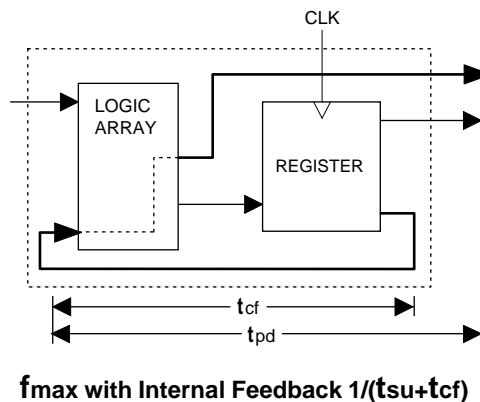 CLK
LOGIC
ARRAY
REGISTER
tcf
tpd
fmax with Internal Feedback 1/(tsu+tcf)